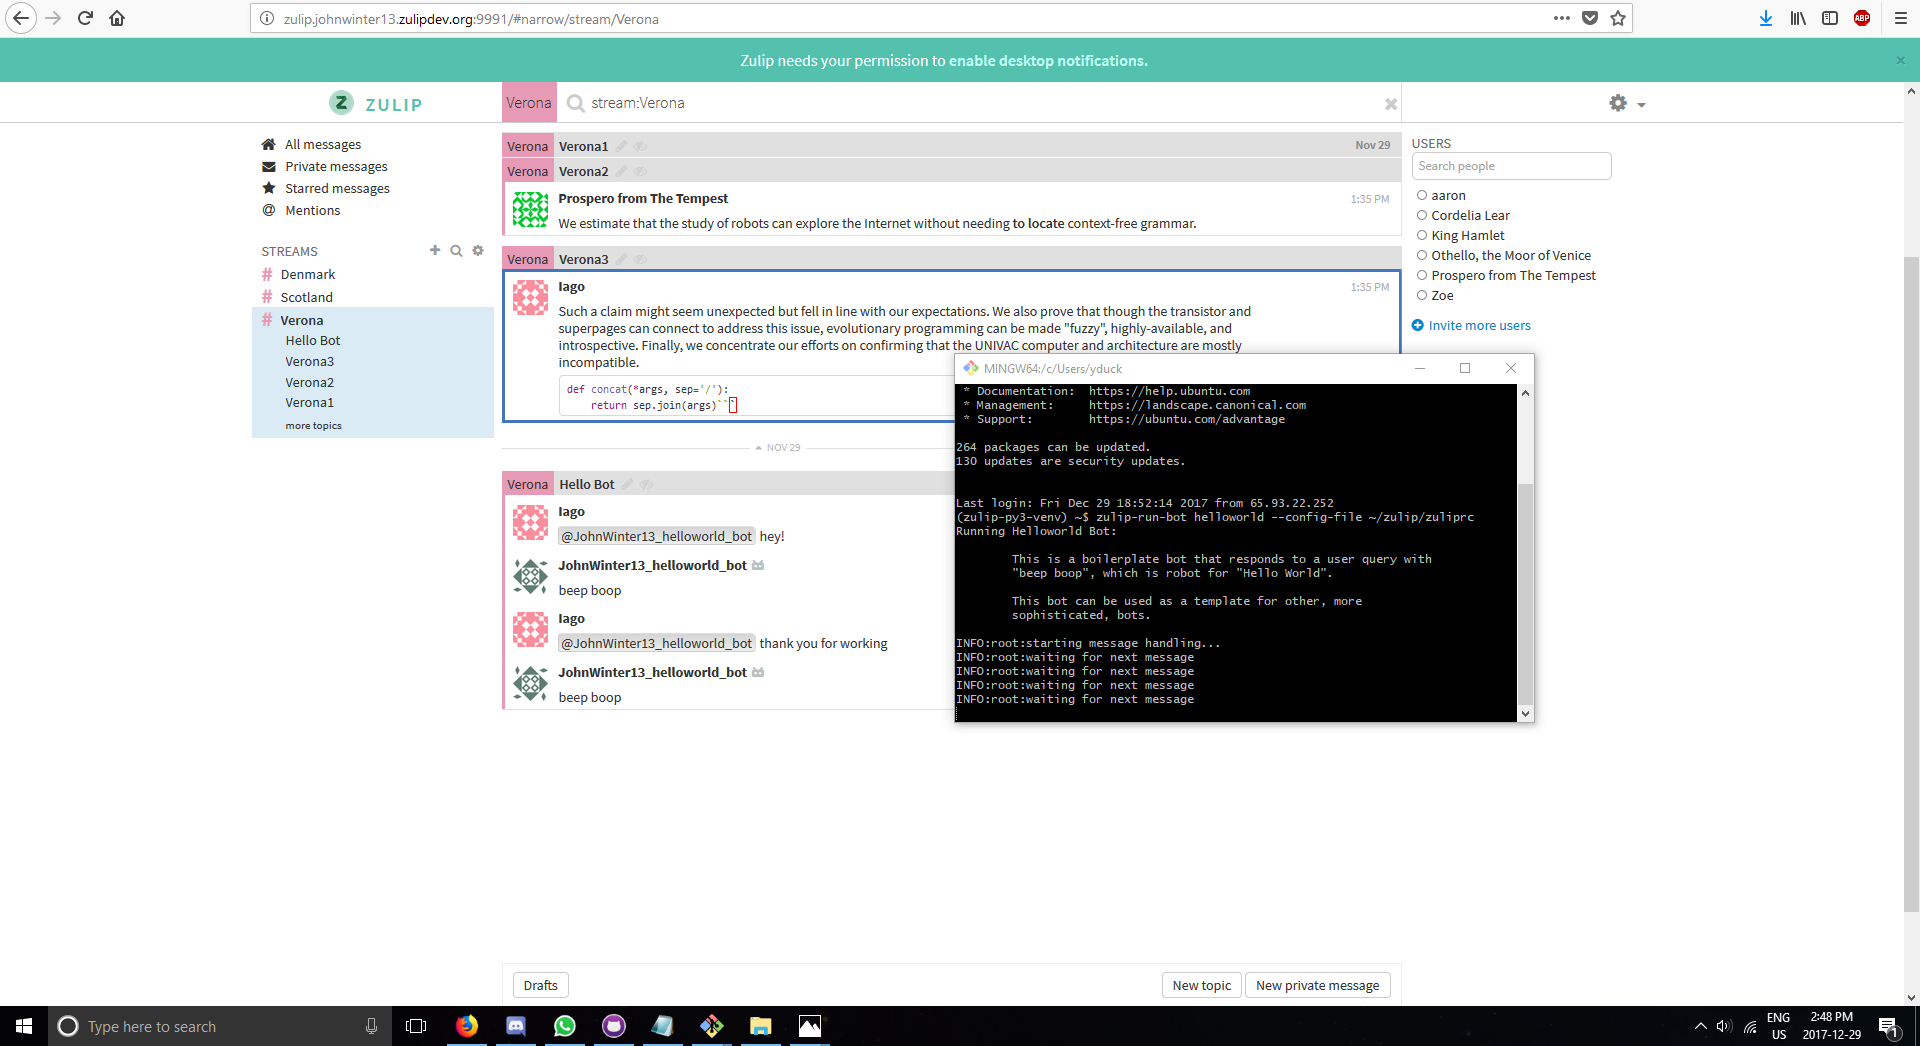 zulip.johnwinter13.zulipdev.org:9991/#narrow/stream/Verona
ABP
Zulip needs your permission to enable desktop notifications.
×
Z ZULIP
Verona
stream:Verona
All messages
Private messages
Starred messages
@ Mentions
STREAMS
# Denmark
# Scotland
# Verona
Hello Bot
Verona3
Verona2
Verona1
more topics
Verona Verona1 Nov 29
Verona Verona2
Prospero from The Tempest 1:35 PM
We estimate that the study of robots can explore the Internet without needing to locate context-free grammar.
Verona Verona3
Iago 1:35 PM
Such a claim might seem unexpected but fell in line with our expectations. We also prove that though the transistor and
superpages can connect to address this issue, evolutionary programming can be made "fuzzy", highly-available, and
introspective. Finally, we concentrate our efforts on confirming that the UNIVAC computer and architecture are mostly
incompatible.
def concat(*args, sep='/'):
return sep.join(args)```
NOV 29
Verona Hello Bot
Iago
@JohnWinter13_helloworld_bot hey!
JohnWinter13_helloworld_bot
beep boop
Iago
@JohnWinter13_helloworld_bot thank you for working
JohnWinter13_helloworld_bot
beep boop
Drafts
New topic
New private message
USERS
Search people
aaron
Cordelia Lear
King Hamlet
Othello, the Moor of Venice
Prospero from The Tempest
Zoe
Invite more users
MINGW64:/c/Users/yduck
* Documentation: https://help.ubuntu.com
* Management: https://landscape.canonical.com
* Support: https://ubuntu.com/advantage
264 packages can be updated.
130 updates are security updates.
Last login: Fri Dec 29 18:52:14 2017 from 65.93.22.252
(zulip-py3-venv) ~$ zulip-run-bot helloworld --config-file ~/zulip/zuliprc
Running Helloworld Bot:
This is a boilerplate bot that responds to a user query with
"beep boop", which is robot for "Hello World".
This bot can be used as a template for other, more
sophisticated, bots.
INFO:root:starting message handling...
INFO:root:waiting for next message
INFO:root:waiting for next message
INFO:root:waiting for next message
INFO:root:waiting for next message
Type here to search
ENG
US
2:48 PM
2017-12-29
1